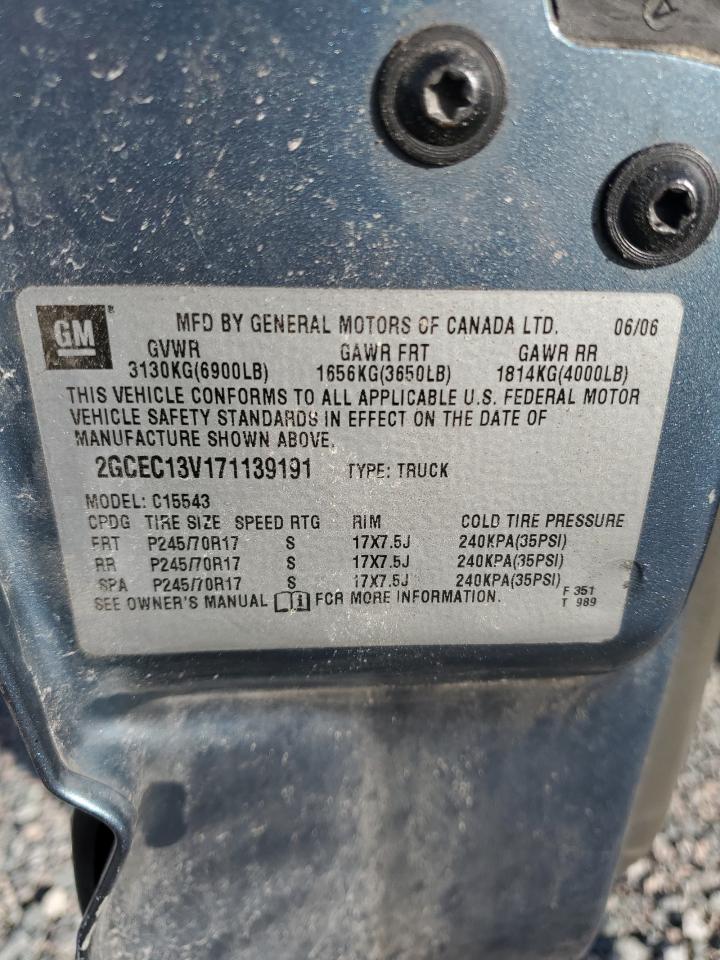 GM®
MFD BY GENERAL MOTORS OF CANADA LTD. 06/06
GVWR GAWR FRT GAWR RR
3130KG(6900LB) 1656KG(3650LB) 1814KG(4000LB)
THIS VEHICLE CONFORMS TO ALL APPLICABLE U.S. FEDERAL MOTOR
VEHICLE SAFETY STANDARDS IN EFFECT ON THE DATE OF
MANUFACTURE SHOWN ABOVE.
2GCEC13V171139191 TYPE: TRUCK
MODEL: C15543
CPDG TIRE SIZE SPEED RTG RIM COLD TIRE PRESSURE
FRT P245/70R17 S 17X7.5J 240KPA(35PSI)
RR P245/70R17 S 17X7.5J 240KPA(35PSI)
SPA P245/70R17 S 17X7.5J 240KPA(35PSI)
SEE OWNER'S MANUAL i FOR MORE INFORMATION. F 351
T 989